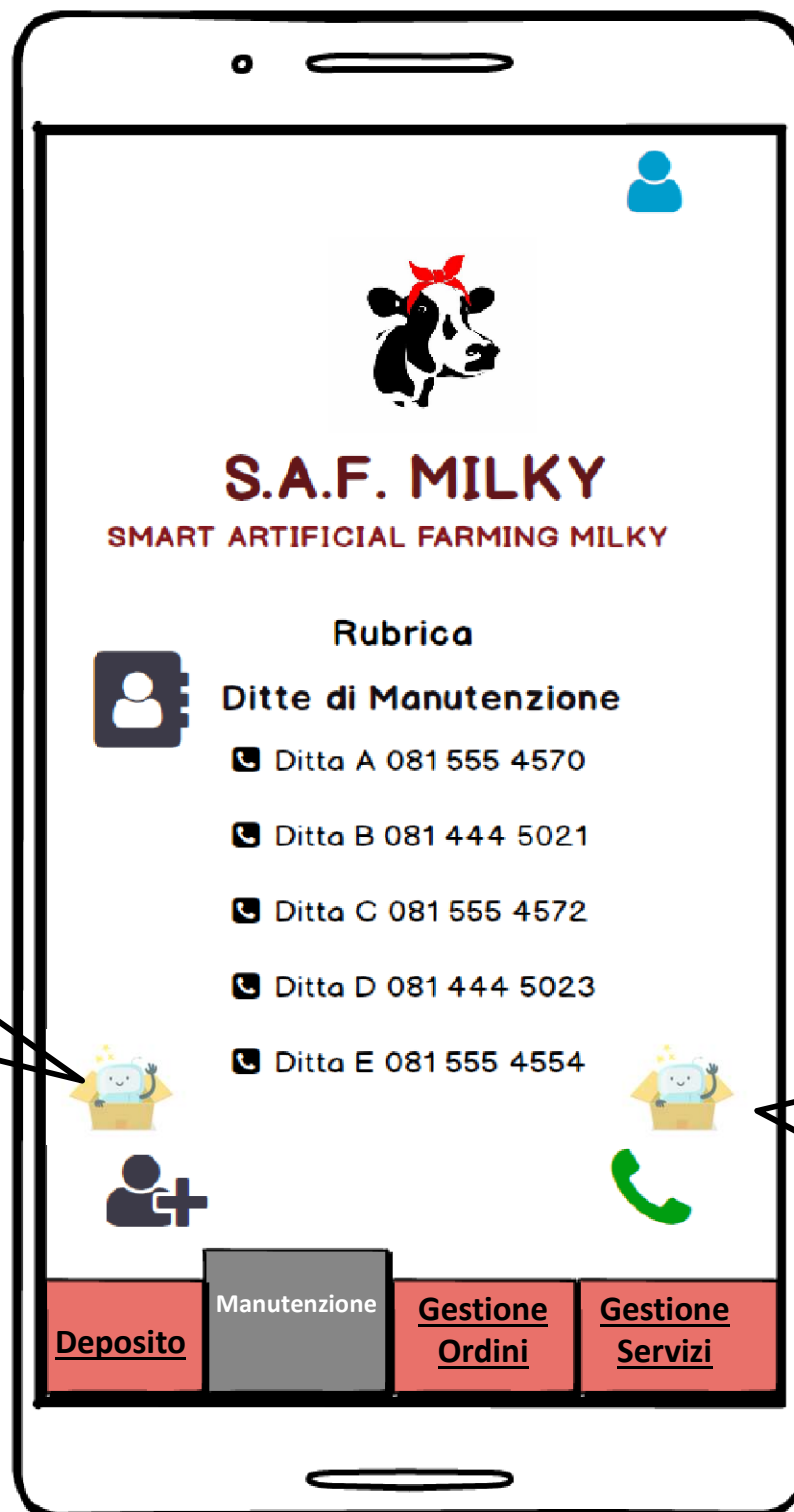 S.A.F. MILKY
SMART ARTIFICIAL FARMING MILKY
Rubrica
Ditte di Manutenzione
Ditta A 081 555 4570
Ditta B 081 444 5021
Ditta C 081 555 4572
Ditta D 081 444 5023
Ditta E 081 555 4554
Deposito
Manutenzione
Gestione
Ordini
Gestione
Servizi